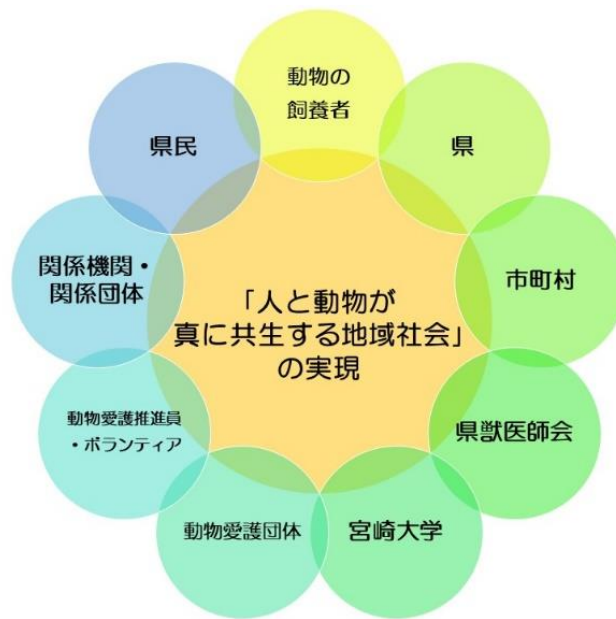 動物の
飼養者
県
市町村
県獣医師会
宮崎大学
動物愛護団体
動物愛護推進員
・ボランティア
関係機関・
関係団体
県民
「人と動物が
真に共生する地域社会」
の実現